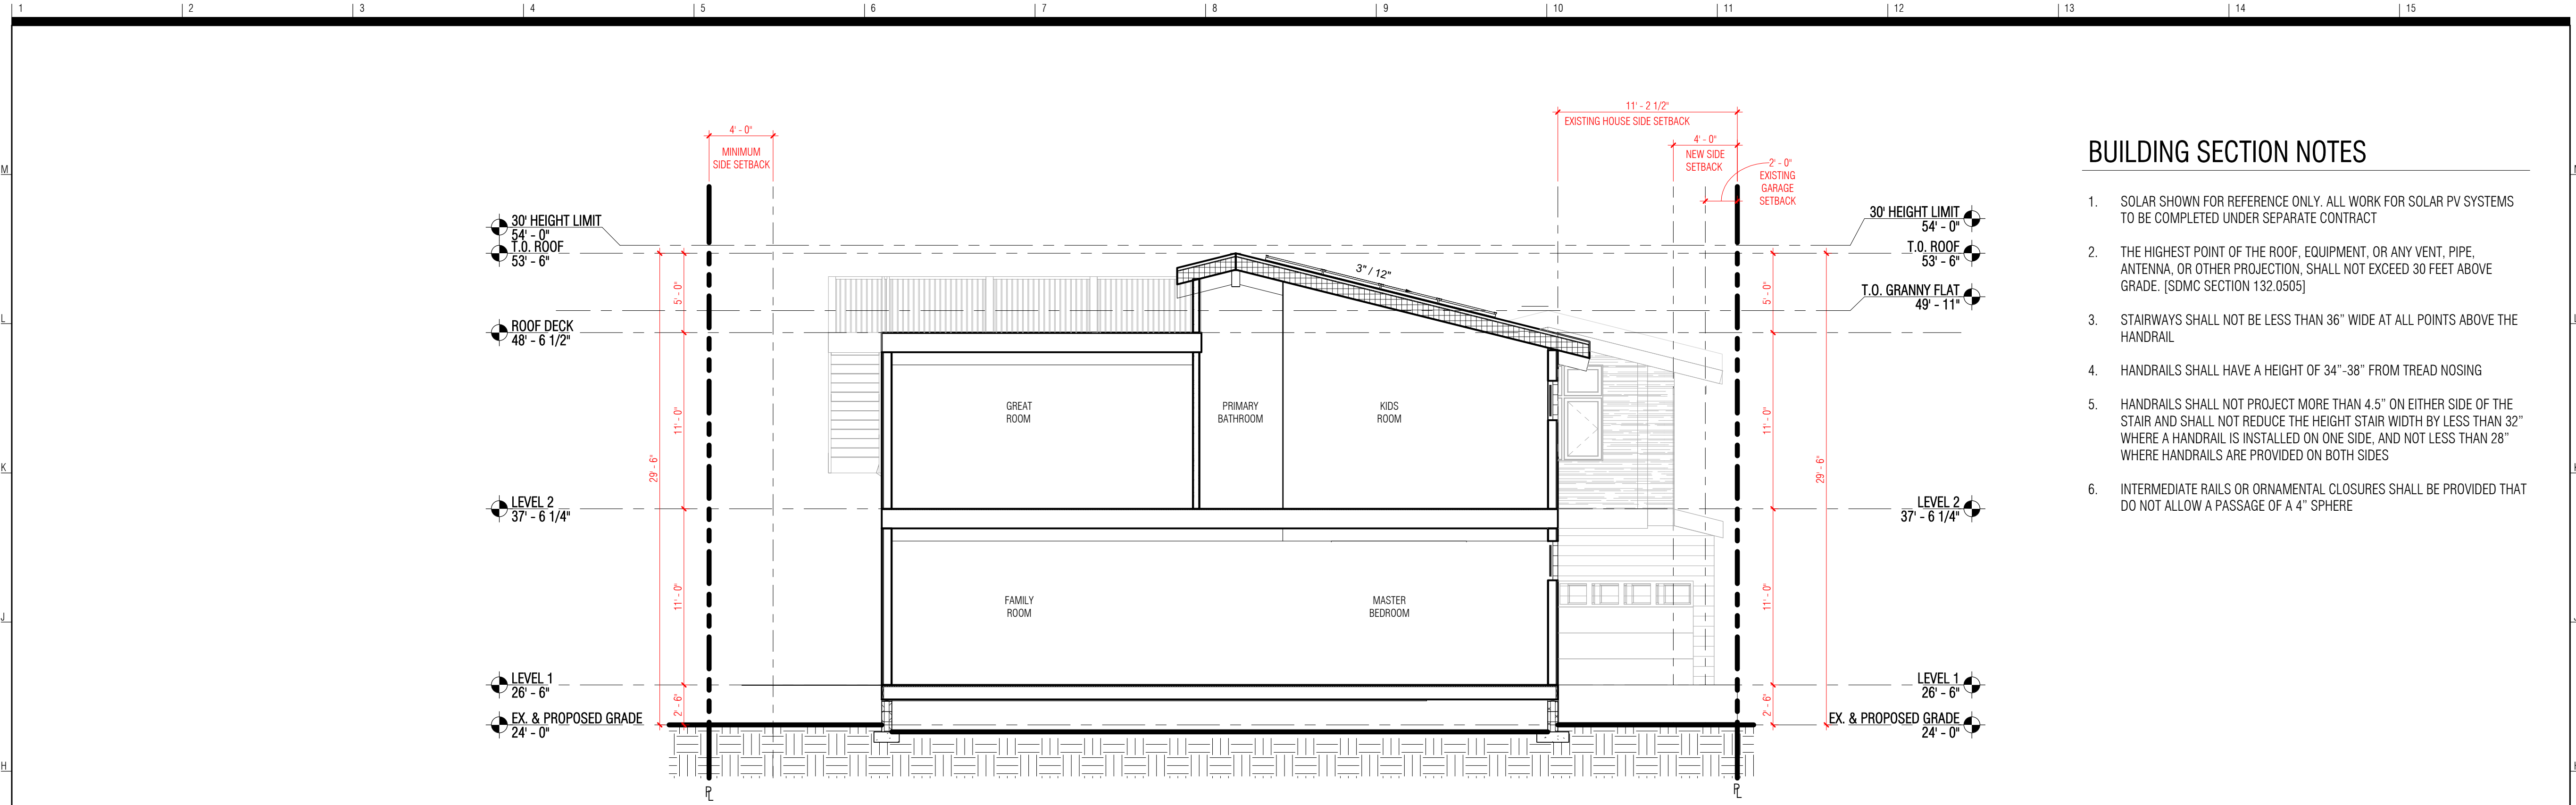 1 2 3 4 5 6 7 8 9 10 11 12 13 14 15
M
L
K
J
H
4' - 0"
MINIMUM
SIDE SETBACK
11' - 2 1/2"
EXISTING HOUSE SIDE SETBACK
4' - 0"
NEW SIDE
SETBACK
2' - 0"
EXISTING
GARAGE
SETBACK
30' HEIGHT LIMIT
54' - 0"
T.O. ROOF
53' - 6"
ROOF DECK
48' - 6 1/2"
LEVEL 2
37' - 6 1/4"
LEVEL 1
26' - 6"
EX. & PROPOSED GRADE
24' - 0"
29' - 6"
5' - 0"
11' - 0"
11' - 0"
2' - 6"
3" / 12"
GREAT
ROOM
PRIMARY
BATHROOM
KIDS
ROOM
FAMILY
ROOM
MASTER
BEDROOM
5' - 0"
11' - 0"
11' - 0"
2' - 6"
29' - 6"
30' HEIGHT LIMIT
54' - 0"
T.O. ROOF
53' - 6"
T.O. GRANNY FLAT
49' - 11"
LEVEL 2
37' - 6 1/4"
LEVEL 1
26' - 6"
EX. & PROPOSED GRADE
24' - 0"
PL
PL
BUILDING SECTION NOTES
1. SOLAR SHOWN FOR REFERENCE ONLY. ALL WORK FOR SOLAR PV SYSTEMS
TO BE COMPLETED UNDER SEPARATE CONTRACT
2. THE HIGHEST POINT OF THE ROOF, EQUIPMENT, OR ANY VENT, PIPE,
ANTENNA, OR OTHER PROJECTION, SHALL NOT EXCEED 30 FEET ABOVE
GRADE. [SDMC SECTION 132.0505]
3. STAIRWAYS SHALL NOT BE LESS THAN 36” WIDE AT ALL POINTS ABOVE THE
HANDRAIL
4. HANDRAILS SHALL HAVE A HEIGHT OF 34”-38” FROM TREAD NOSING
5. HANDRAILS SHALL NOT PROJECT MORE THAN 4.5” ON EITHER SIDE OF THE
STAIR AND SHALL NOT REDUCE THE HEIGHT STAIR WIDTH BY LESS THAN 32”
WHERE A HANDRAIL IS INSTALLED ON ONE SIDE, AND NOT LESS THAN 28”
WHERE HANDRAILS ARE PROVIDED ON BOTH SIDES
6. INTERMEDIATE RAILS OR ORNAMENTAL CLOSURES SHALL BE PROVIDED THAT
DO NOT ALLOW A PASSAGE OF A 4” SPHERE